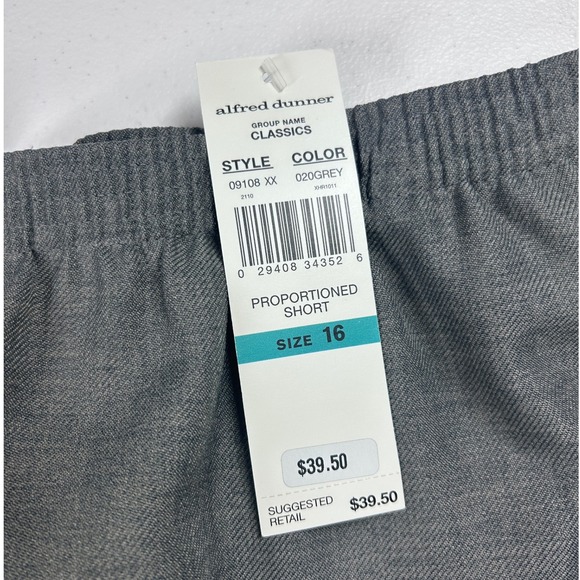 alfred dunner
GROUP NAME
CLASSICS
STYLE COLOR
09108 XX 020GREY
2110 XHR1011
0 29408 34352 6
PROPORTIONED
SHORT
SIZE 16
$39.50
SUGGESTED
RETAIL $39.50